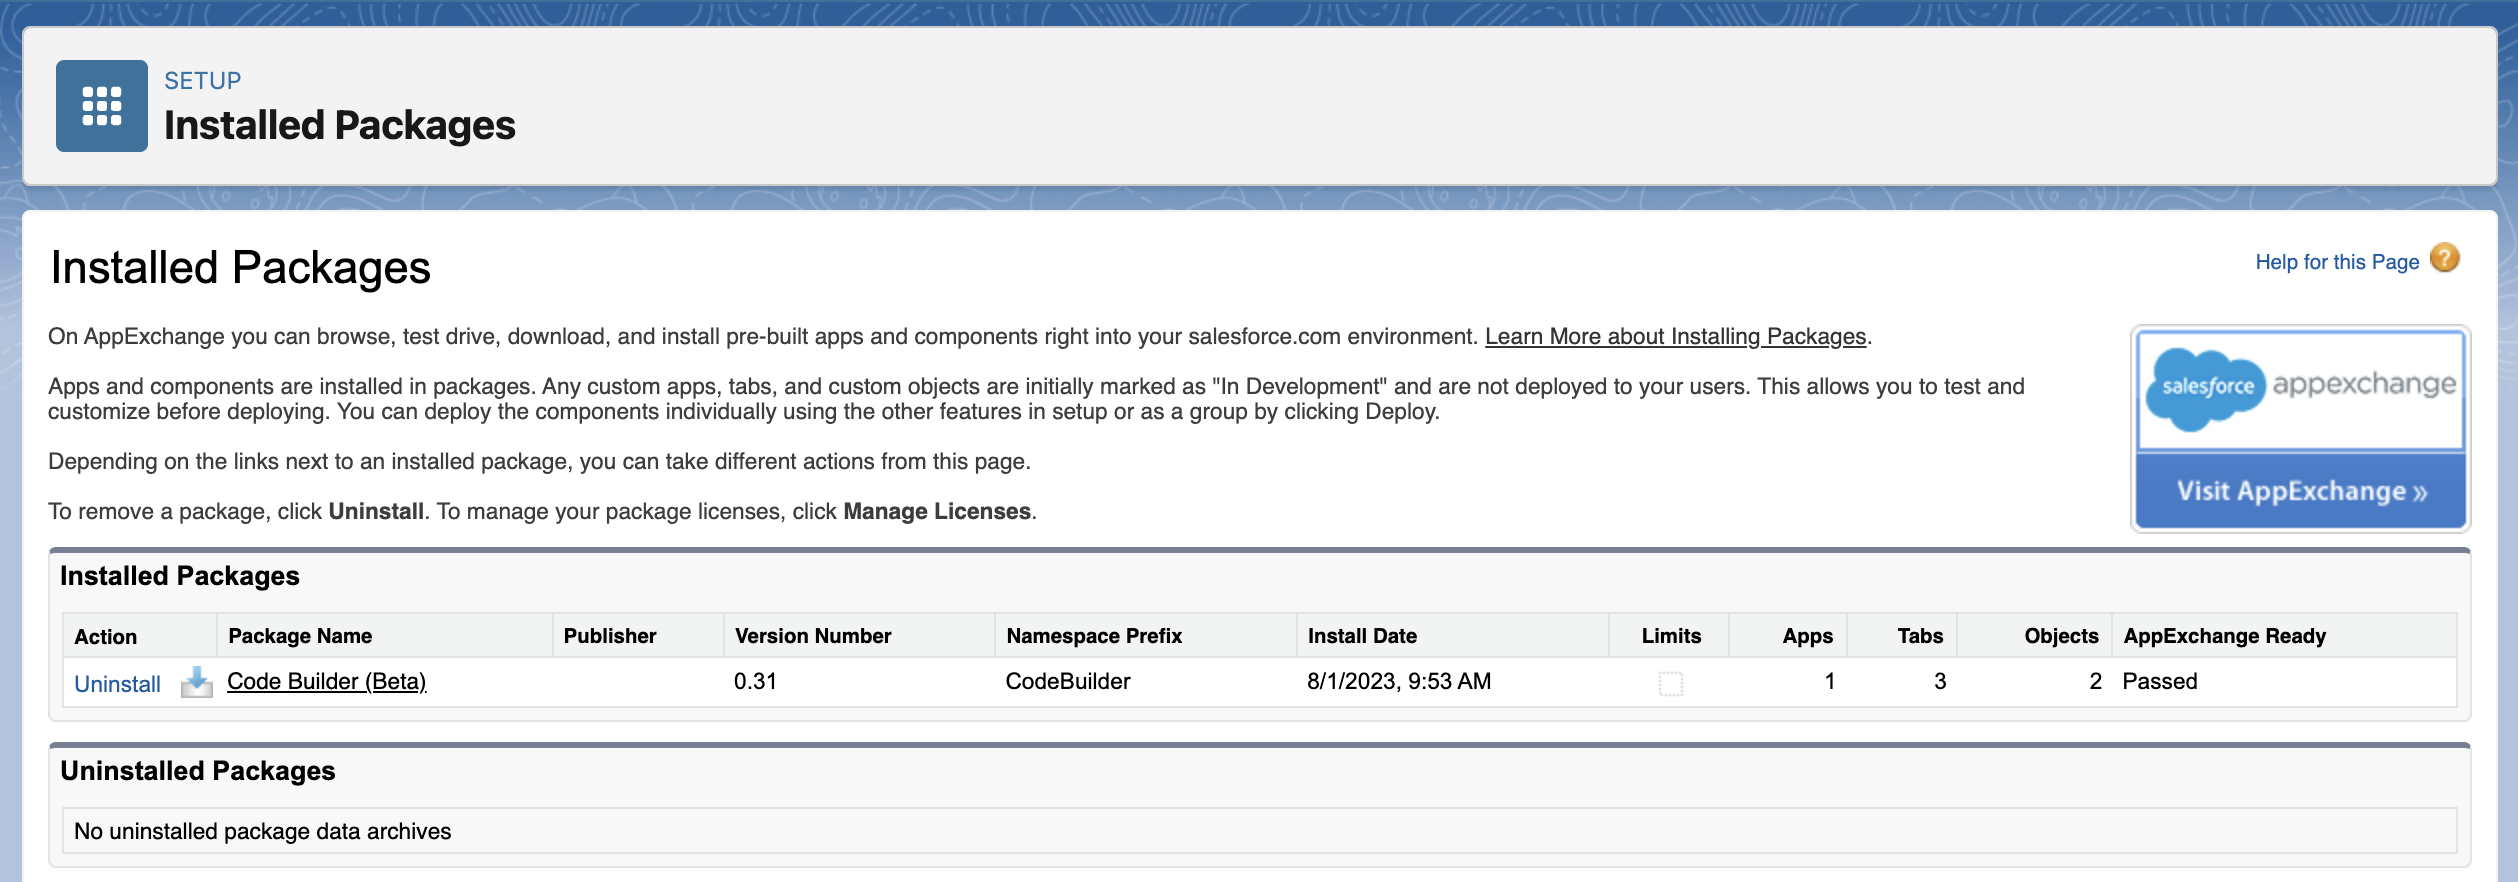 SETUP
Installed Packages
Installed Packages
Help for this Page ?
On AppExchange you can browse, test drive, download, and install pre-built apps and components right into your salesforce.com environment. Learn More about Installing Packages.
Apps and components are installed in packages. Any custom apps, tabs, and custom objects are initially marked as "In Development" and are not deployed to your users. This allows you to test and
customize before deploying. You can deploy the components individually using the other features in setup or as a group by clicking Deploy.
Depending on the links next to an installed package, you can take different actions from this page.
To remove a package, click Uninstall. To manage your package licenses, click Manage Licenses.
salesforce appexchange
Visit AppExchange »
Installed Packages
Action Package Name Publisher Version Number Namespace Prefix Install Date Limits Apps Tabs Objects AppExchange Ready
Uninstall Code Builder (Beta) 0.31 CodeBuilder 8/1/2023, 9:53 AM 1 3 2 Passed
Uninstalled Packages
No uninstalled package data archives